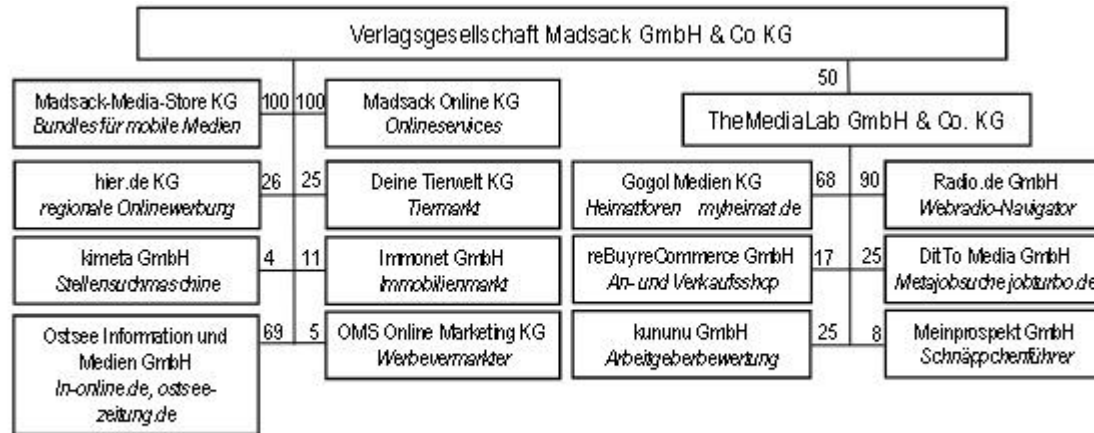 Verlagsgesellschaft Madsack GmbH & Co KG
50
Madsack-Media-Store KG
Bundles für mobile Medien
100
100
Madsack Online KG
Onlineservices
TheMediaLab GmbH & Co. KG
hier.de KG
regionale Onlinewerbung
26
25
Deine Tierwelt KG
Tiermarkt
Gogol Medien KG
Heimatforen myheimat.de
68
90
Radio.de GmbH
Webradio-Navigator
kimeta GmbH
Stellensuchmaschine
4
11
Immonet GmbH
Immobilienmarkt
reBuyreCommerce GmbH
An- und Verkaufsshop
17
25
DitTo Media GmbH
Metajobsuche jobturbo.de
Ostsee Information und
Medien GmbH
ln-online.de, ostsee-
zeitung.de
69
5
OMS Online Marketing KG
Werbevermarkter
kununu GmbH
Arbeitgeberbewertung
25
8
Meinprospekt GmbH
Schnäppchenführer